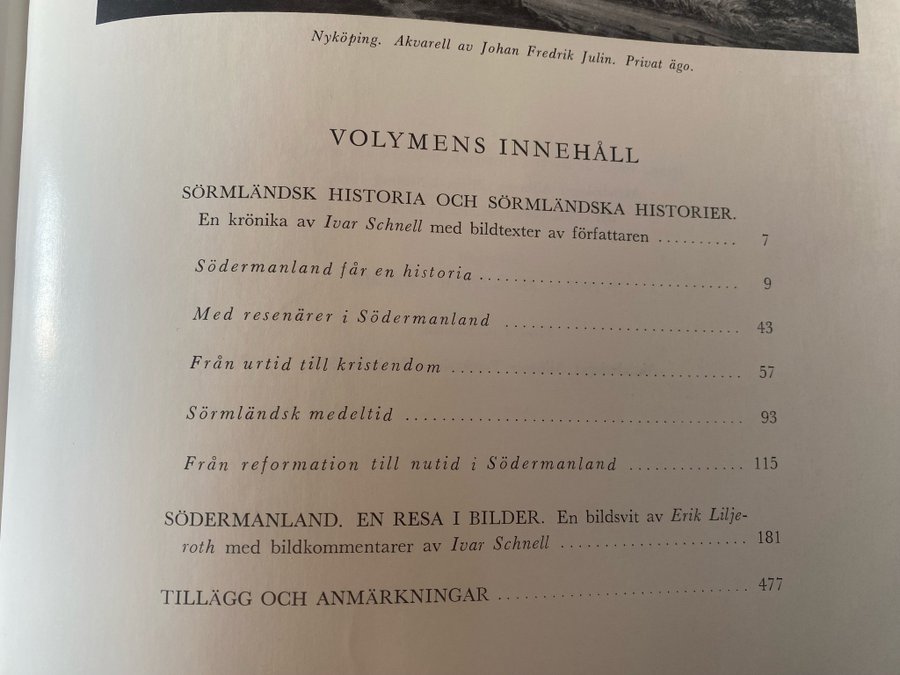 Nyköping. Akvarell av Johan Fredrik Julin. Privat ägo.
VOLYMENS INNEHÅLL
SÖRMLÄNDSK HISTORIA OCH SÖRMLÄNDSKA HISTORIER.
En krönika av Ivar Schnell med bildtexter av författaren .......... 7
Södermanland får en historia .............................. 9
Med resenärer i Södermanland ........................... 43
Från urtid till kristendom ................................. 57
Sörmländsk medeltid ....................................... 93
Från reformation till nutid i Södermanland ............. 115
SÖDERMANLAND. EN RESA I BILDER. En bildsvit av Erik Lilje-
roth med bildkommentarer av Ivar Schnell ..................... 181
TILLÄGG OCH ANMÄRKNINGAR ............................ 477